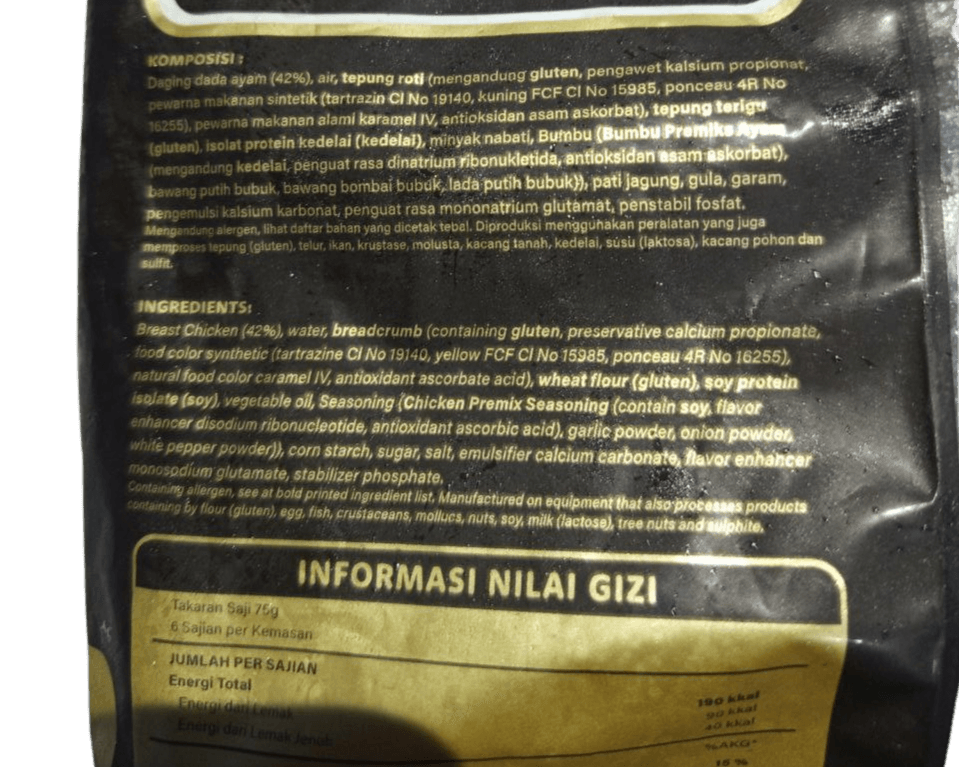 KOMPOSISI :
Daging dada ayam (42%), air, tepung roti (mengandung gluten, pengawet kalsium propionat,
pewarna makanan sintetik (tartrazin CI No 19140, kuning FCF CI No 15985, ponceau 4R No
16255), pewarna makanan alami karamel IV, antioksidan asam askorbat), tepung terigu
(gluten), isolat protein kedelai (kedelai), minyak nabati, Bumbu (Bumbu Premiks Ayam
(mengandung kedelai, penguat rasa dinatrium ribonukletida, antioksidan asam askorbat),
bawang putih bubuk, bawang bombai bubuk, lada putih bubuk)), pati jagung, gula, garam,
pengemulsi kalsium karbonat, penguat rasa mononatrium glutamat, penstabil fosfat.
Mengandung alergen, lihat daftar bahan yang dicetak tebal. Diproduksi menggunakan peralatan yang juga
memproses tepung (gluten), telur, ikan, krustase, molusta, kacang tanah, kedelai, susu (laktosa), kacang pohon dan
sulfit.
INGREDIENTS:
Breast Chicken (42%), water, breadcrumb (containing gluten, preservative calcium propionate,
food color synthetic (tartrazine CI No 19140, yellow FCF CI No 15985, ponceau 4R No 16255),
natural food color caramel IV, antioxidant ascorbate acid), wheat flour (gluten), soy protein
isolate (soy), vegetable oil, Seasoning (Chicken Premix Seasoning (contain soy, flavor
enhancer disodium ribonucleotide, antioxidant ascorbic acid), garlic powder, onion powder,
white pepper powder)), corn starch, sugar, salt, emulsifier calcium carbonate, flavor enhancer
monosodium glutamate, stabilizer phosphate.
Containing allergen, see at bold printed ingredient list. Manufactured on equipment that also processes products
containing by flour (gluten), egg, fish, crustaceans, mollucs, nuts, soy, milk (lactose), tree nuts and sulphite.
INFORMASI NILAI GIZI
Takaran Saji 75g
6 Sajian per Kemasan
JUMLAH PER SAJIAN
Energi Total 190 kkal
Energi dari Lemak 90 kkal
Energi dari Lemak Jenuh 40 kkal
%AKG*
15 %